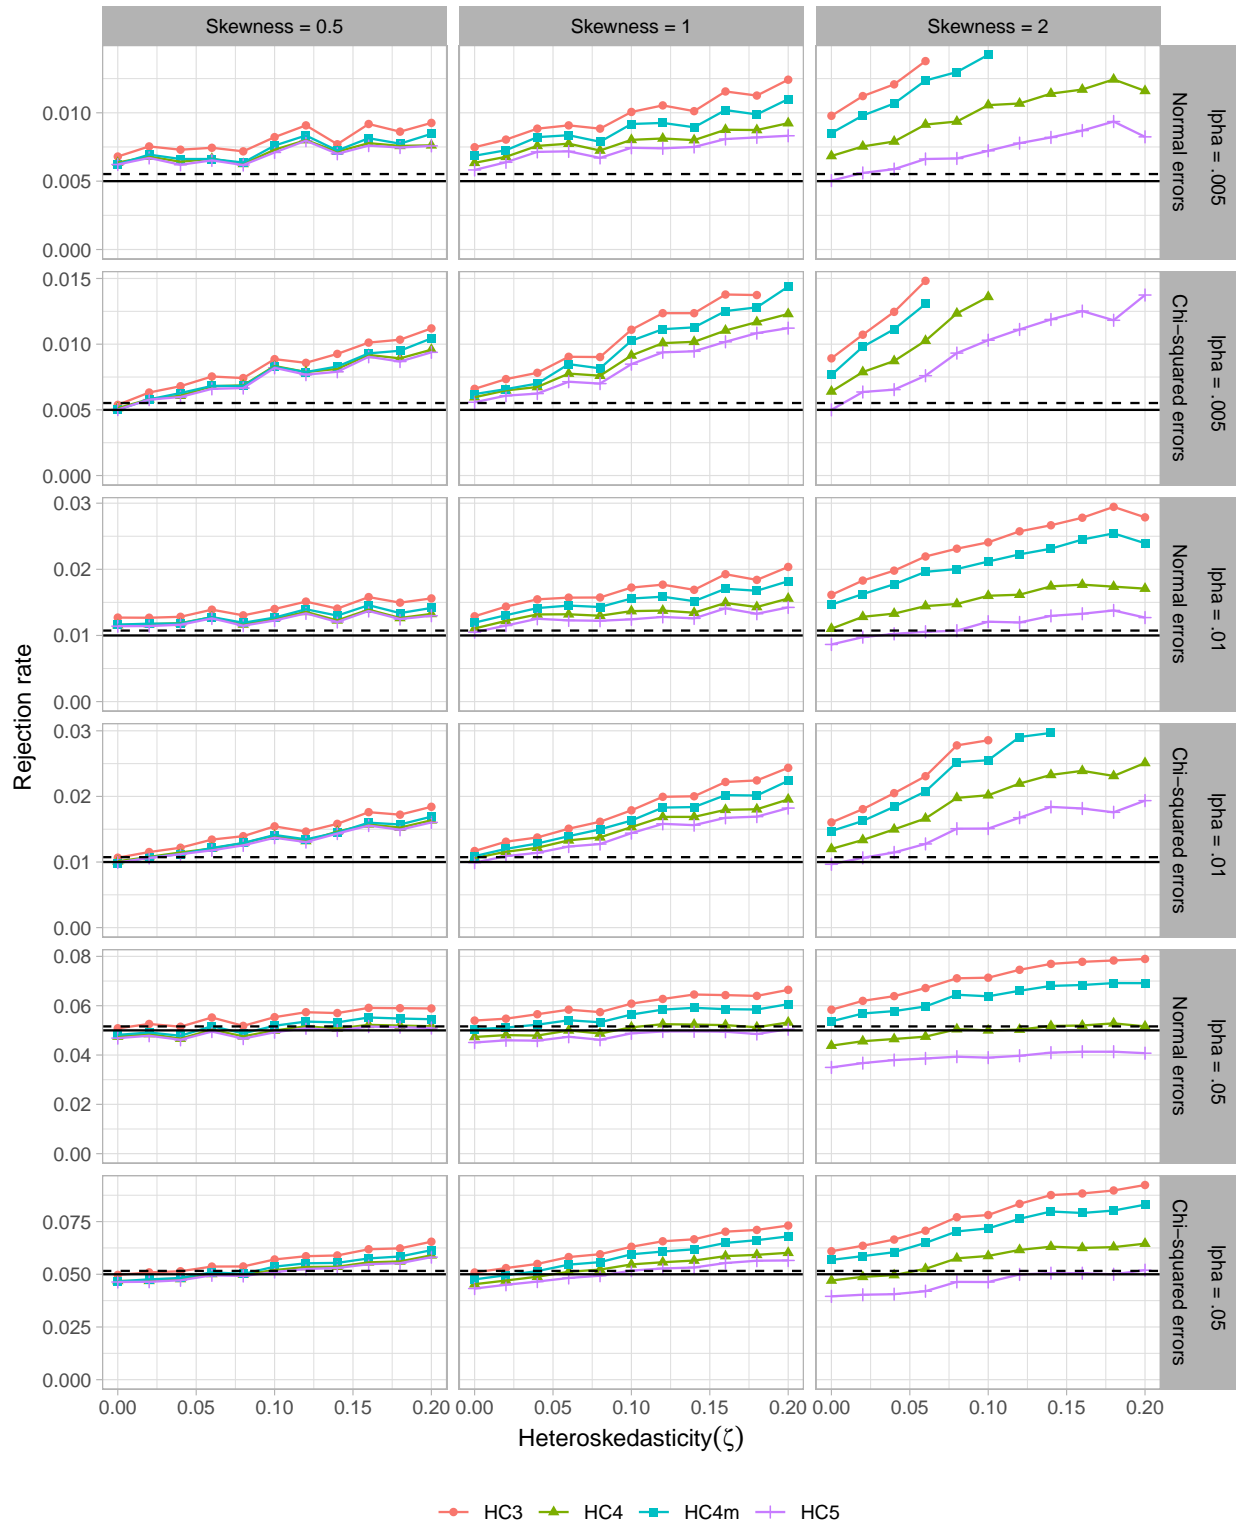 Skewness = 0.5
Skewness = 1
Skewness = 2
0.010
0.005
0.000
lpha = .005
Normal errors
0.015
0.010
0.005
0.000
lpha = .005
Chi−squared errors
0.03
0.02
0.01
0.00
lpha = .01
Normal errors
0.03
0.02
0.01
0.00
lpha = .01
Chi−squared errors
0.08
0.06
0.04
0.02
0.00
lpha = .05
Normal errors
0.075
0.050
0.025
0.000
lpha = .05
Chi−squared errors
Rejection rate
0.00 0.05 0.10 0.15 0.20 0.00 0.05 0.10 0.15 0.20 0.00 0.05 0.10 0.15 0.20
Heteroskedasticity(ζ)
HC3 HC4 HC4m HC5